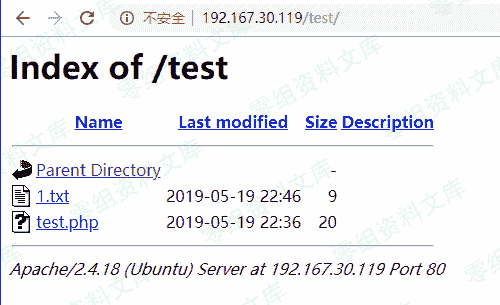 不安全 | 192.167.30.119/test/
Index of /test
Name Last modified Size Description
Parent Directory -
1.txt 2019-05-19 22:46 9
test.php 2019-05-19 22:36 20
Apache/2.4.18 (Ubuntu) Server at 192.167.30.119 Port 80
零组资料文库